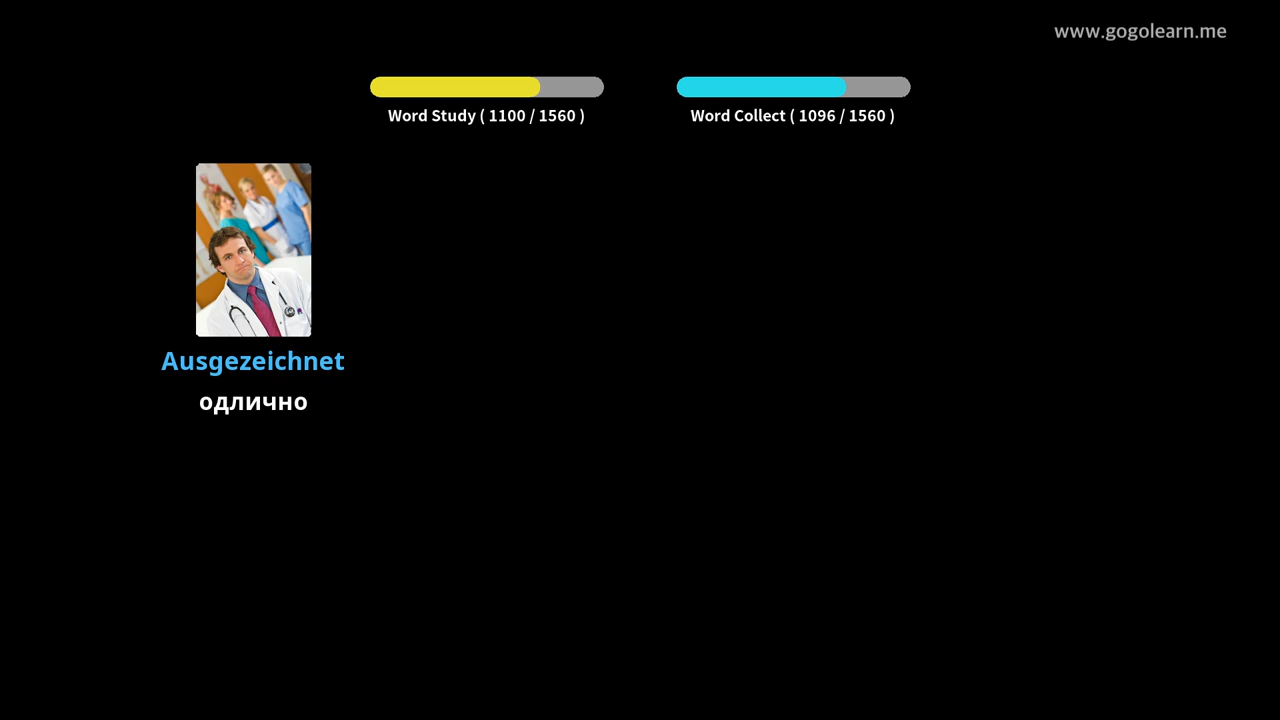 www.gogolearn.me
Word Study ( 1100 / 1560 )
Word Collect ( 1096 / 1560 )
Ausgezeichnet
одлично